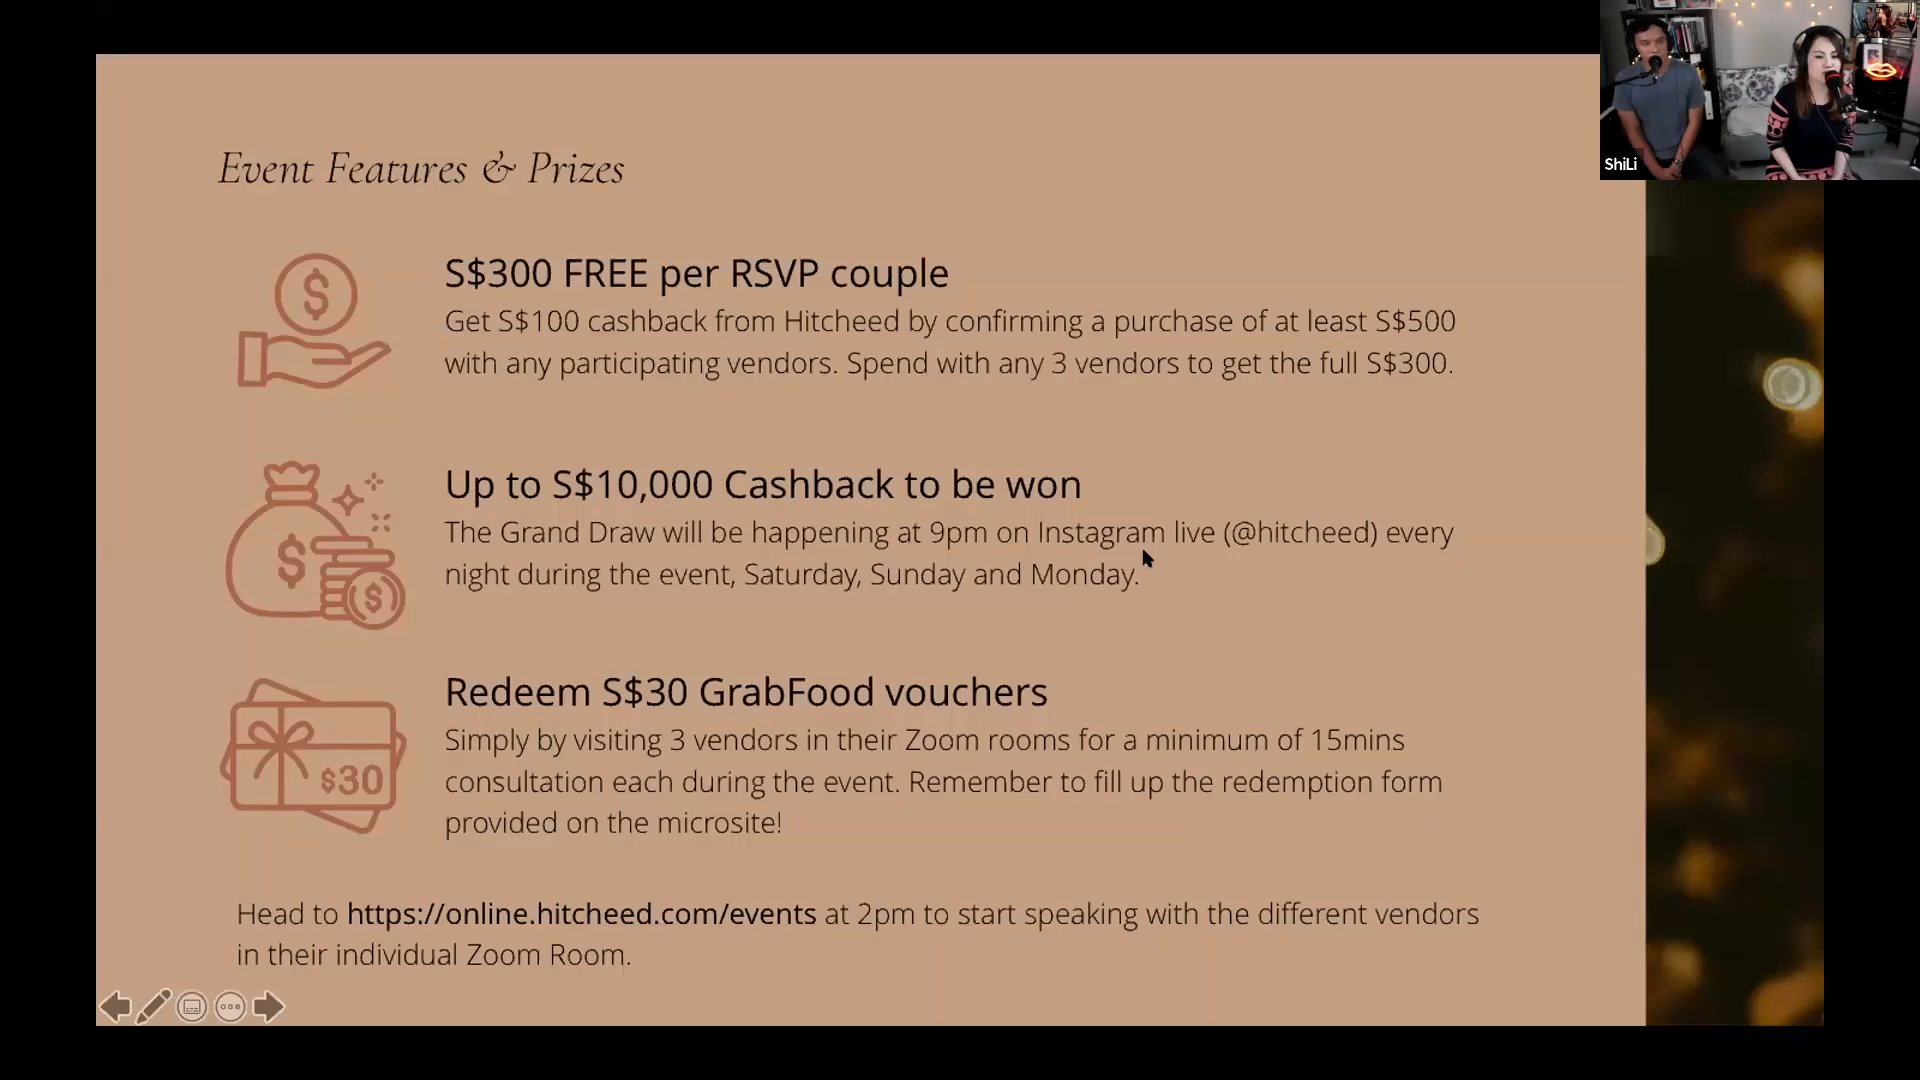 ShiLi
Event Features & Prizes
S$300 FREE per RSVP couple
Get S$100 cashback from Hitcheed by confirming a purchase of at least S$500
with any participating vendors. Spend with any 3 vendors to get the full S$300.
Up to S$10,000 Cashback to be won
The Grand Draw will be happening at 9pm on Instagram live (@hitcheed) every
night during the event, Saturday, Sunday and Monday.
$30
Redeem S$30 GrabFood vouchers
Simply by visiting 3 vendors in their Zoom rooms for a minimum of 15mins
consultation each during the event. Remember to fill up the redemption form
provided on the microsite!
Head to https://online.hitcheed.com/events at 2pm to start speaking with the different vendors
in their individual Zoom Room.